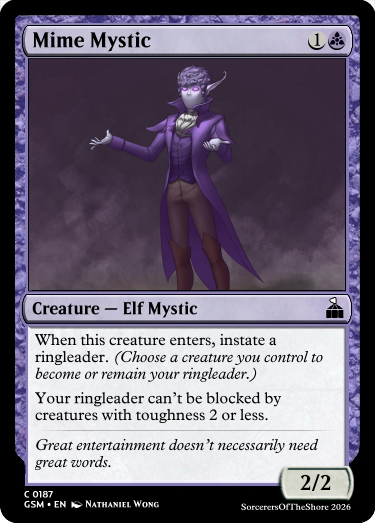 Mime Mystic 1
Creature — Elf Mystic
When this creature enters, instate a
ringleader. (Choose a creature you control to
become or remain your ringleader.)
Your ringleader can't be blocked by
creatures with toughness 2 or less.
Great entertainment doesn't necessarily need
great words.
2/2
C 0187
GSM • EN Nathaniel Wong
SorcerersOfTheShore 2026